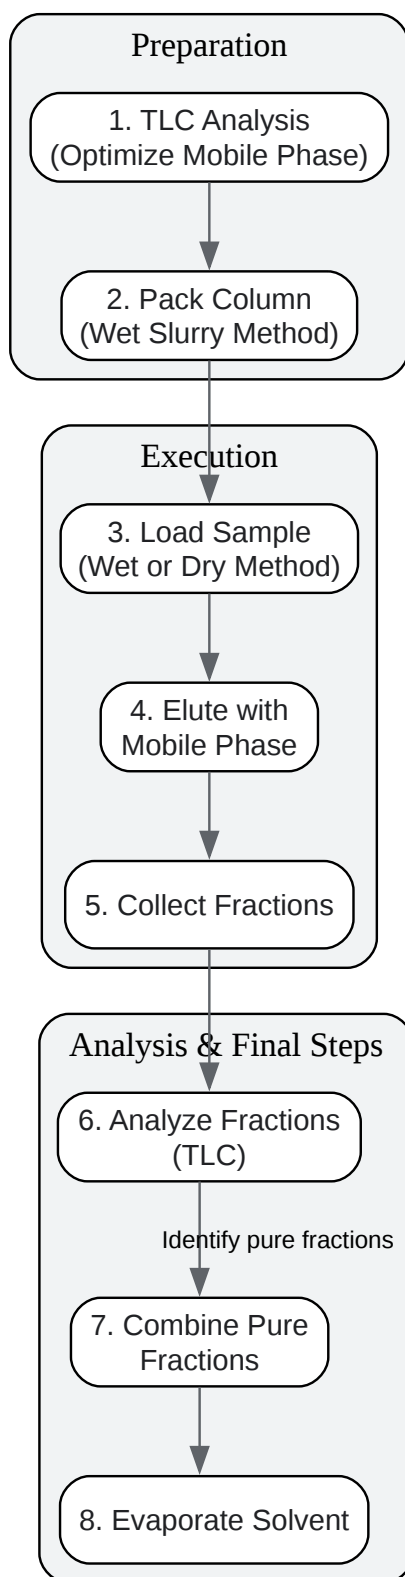 Preparation
1. TLC Analysis
(Optimize Mobile Phase)
2. Pack Column
(Wet Slurry Method)
Execution
3. Load Sample
(Wet or Dry Method)
4. Elute with
Mobile Phase
5. Collect Fractions
Analysis & Final Steps
6. Analyze Fractions
(TLC)
Identify pure fractions
7. Combine Pure
Fractions
8. Evaporate Solvent